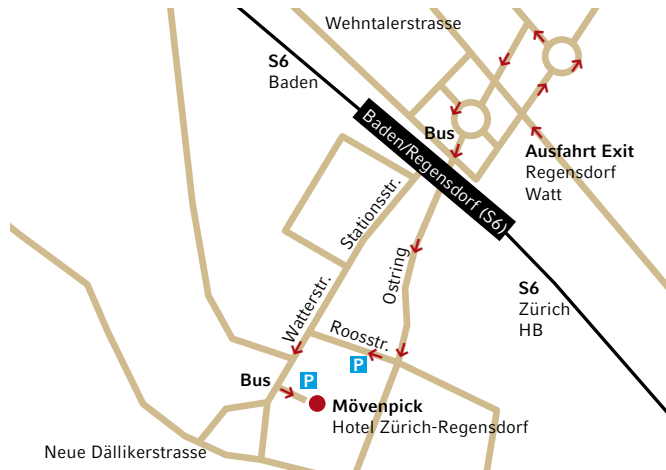 Wehntalerstrasse
S6
Baden
Bus
Baden/Regensdorf (S6)
Ausfahrt Exit
Regensdorf
Watt
Stationsstr.
Ostring
S6
Zürich
HB
Watterstr.
Roosstr.
P
P
Bus
Mövenpick
Hotel Zürich-Regensdorf
Neue Dällikerstrasse